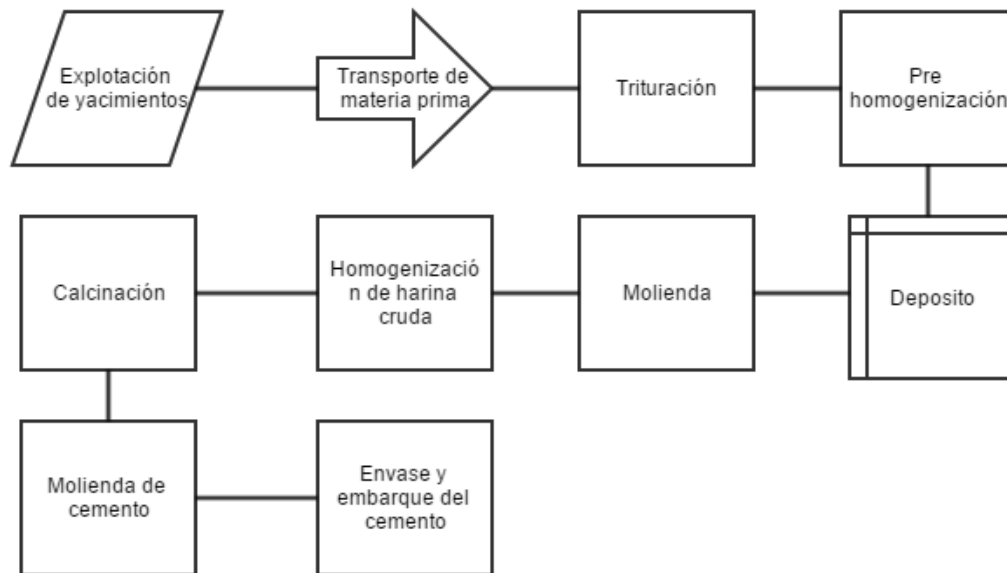 Explotación
de yacimientos
Transporte de
materia prima
Trituración
Pre
homogenización
Deposito
Molienda
Homogenizació
n de harina
cruda
Calcinación
Molienda de
cemento
Envase y
embarque del
cemento